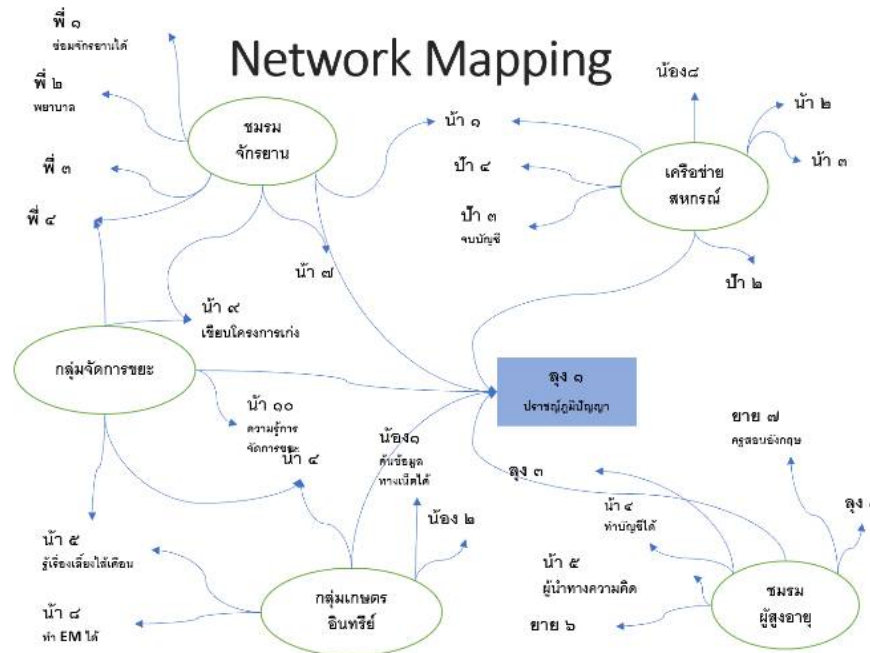 Network Mapping
พี่ ๑
ซ่อมจักรยานได้
พี่ ๒
พยาบาล
พี่ ๓
พี่ ๔
ชมรม
จักรยาน
น้า ๑
น้อง๘
น้า ๒
น้า ๓
ป้า ๔
ป้า ๓
จบบัญชี
เครือข่าย
สหกรณ์
ป้า ๒
น้า ๗
น้า ๙
เขียนโครงการเก่ง
กลุ่มจัดการขยะ
น้า ๑๐
ความรู้การ
จัดการขยะ
น้า ๔
ลุง ๑
ปราชญ์ภูมิปัญญา
น้อง๑
ค้นข้อมูล
ทางเน็ตได้
น้อง ๒
ยาย ๗
ครูสอนอังกฤษ
ลุง ๓
ลุง
น้า ๔
ทำบัญชีได้
น้า ๕
รู้เรื่องเลี้ยงไส้เดือน
น้า ๘
ทำ EM ได้
กลุ่มเกษตร
อินทรีย์
น้า ๕
ผู้นำทางความคิด
ยาย ๖
ชมรม
ผู้สูงอายุ